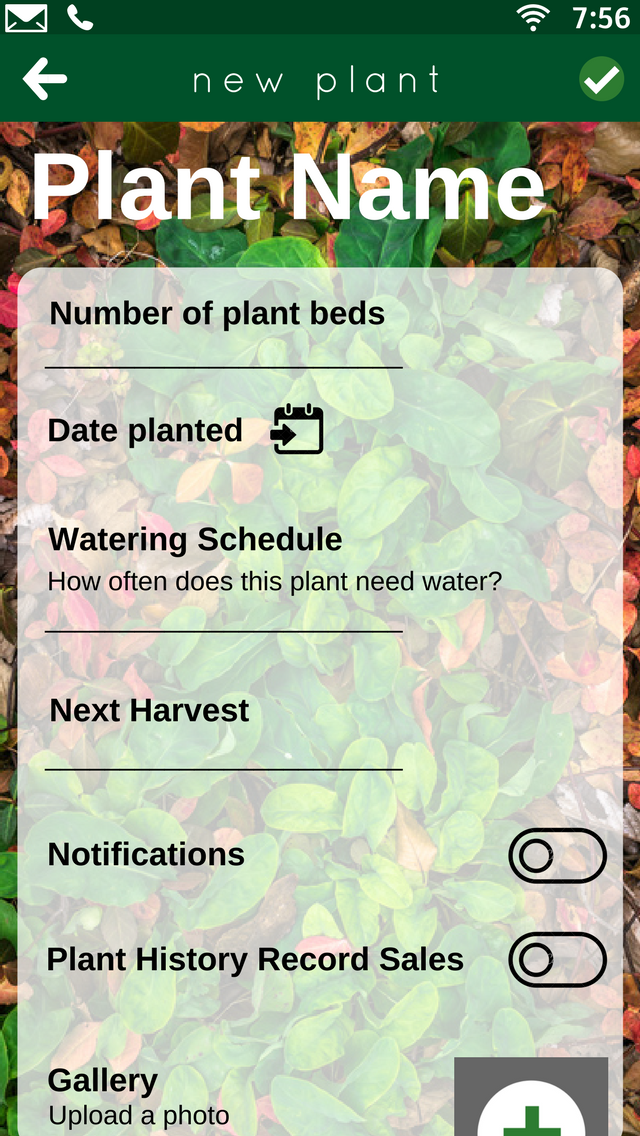 7:56
new plant
Plant Name
Number of plant beds
Date planted
Watering Schedule
How often does this plant need water?
Next Harvest
Notifications
Plant History Record Sales
Gallery
Upload a photo